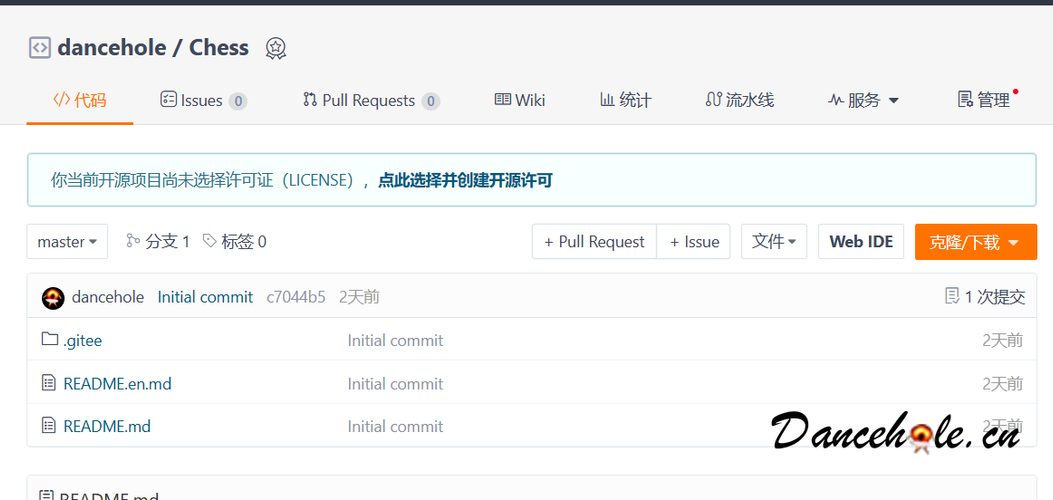 dancehole / Chess
代码 Issues 0 Pull Requests 0 Wiki 统计 流水线 服务 管理
你当前开源项目尚未选择许可证（LICENSE），点此选择并创建开源许可
master 分支 1 标签 0 + Pull Request + Issue 文件 Web IDE 克隆/下载
dancehole Initial commit c7044b5 2天前 1 次提交
.gitee Initial commit 2天前
README.en.md Initial commit 2天前
README.md Initial commit 2天前
Dancehole.cn
README.md